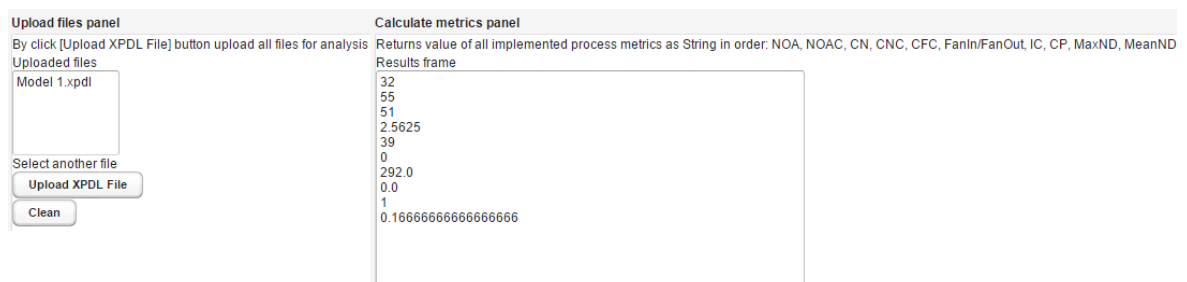 Upload files panel
By click [Upload XPDL File] button upload all files for analysis
Uploaded files
Model 1.xpdl
Select another file
Upload XPDL File
Clean
Calculate metrics panel
Returns value of all implemented process metrics as String in order: NOA, NOAC, CN, CNC, CFC, FanIn/FanOut, IC, CP, MaxND, MeanND
Results frame
32
55
51
2.5625
39
0
292.0
0.0
1
0.16666666666666666